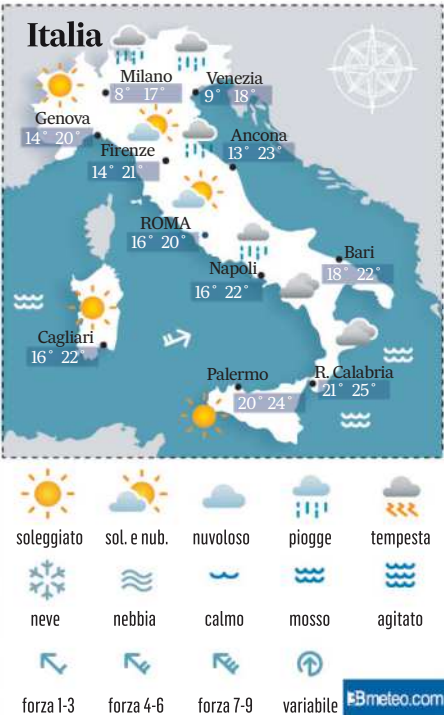 Italia
Milano
8° 17°
Venezia
9° 18°
Genova
14° 20°
Firenze
14° 21°
Ancona
13° 23°
ROMA
16° 20°
Napoli
16° 22°
Bari
18° 22°
Cagliari
16° 22°
Palermo
20° 24°
R. Calabria
21° 25°
soleggiato sol. e nub. nuvoloso piogge tempesta
neve nebbia calmo mosso agitato
forza 1-3 forza 4-6 forza 7-9 variabile
3Bmeteo.com